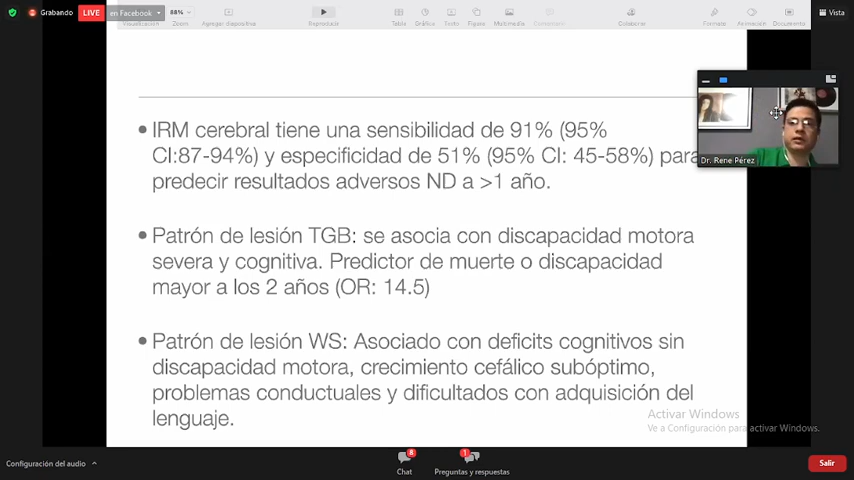 Grabando
LIVE
en Facebook
88%
Vista
Visualización
Zoom
Agregar diapositiva
Reproducir
Tabla
Gráfica
Texto
Figura
Multimedia
Comentario
Colaborar
Formato
Animación
Documento
• IRM cerebral tiene una sensibilidad de 91% (95%
CI:87-94%) y especificidad de 51% (95% CI: 45-58%) para
predecir resultados adversos ND a >1 año.
• Patrón de lesión TGB: se asocia con discapacidad motora
severa y cognitiva. Predictor de muerte o discapacidad
mayor a los 2 años (OR: 14.5)
• Patrón de lesión WS: Asociado con deficits cognitivos sin
discapacidad motora, crecimiento cefálico subóptimo,
problemas conductuales y dificultados con adquisición del
lenguaje.
Dr. Rene Pérez
Activar Windows
Ve a Configuración para activar Windows.
Configuración del audio
8
Chat
1
Preguntas y respuestas
Salir